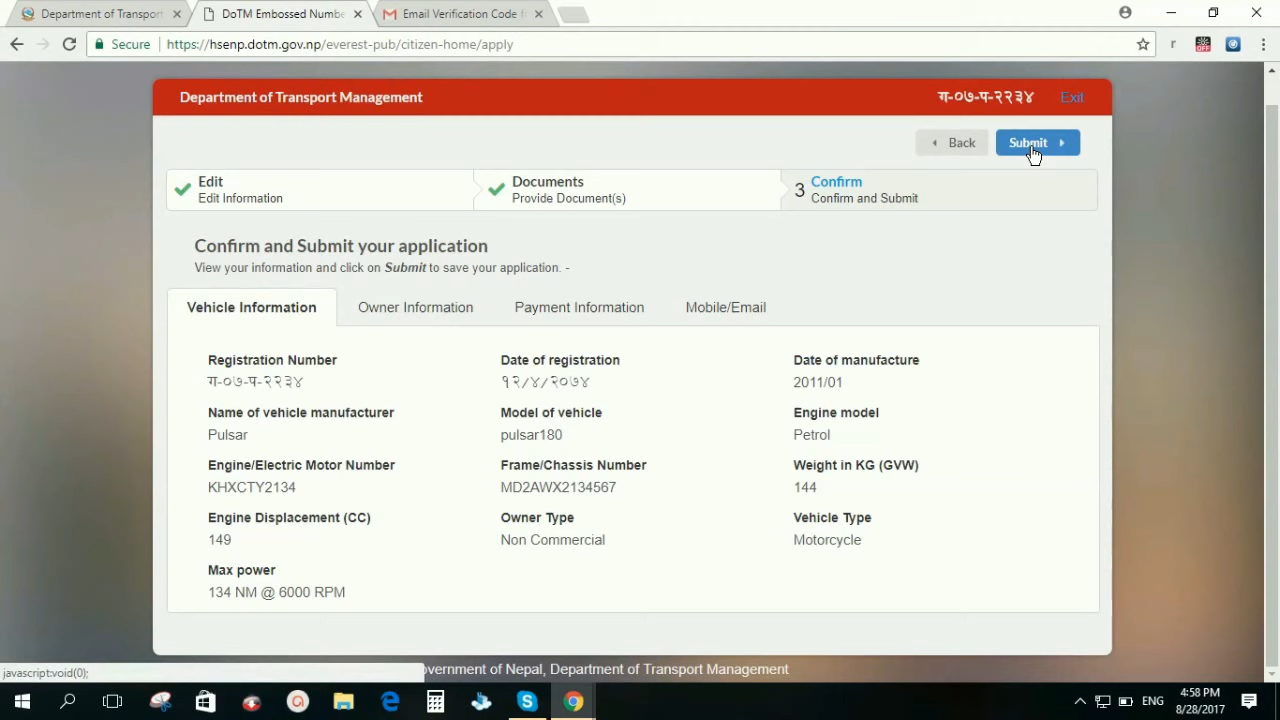 Department of Transport
DoTM Embossed Numbe
Email Verification Code f
Secure
https://hsenp.dotm.gov.np/everest-pub/citizen-home/apply
r
OFF
Department of Transport Management
ग-०७-प-२२३४
Exit
Back
Submit
Edit
Edit Information
Documents
Provide Document(s)
3
Confirm
Confirm and Submit
Confirm and Submit your application
View your information and click on Submit to save your application. -
Vehicle Information
Owner Information
Payment Information
Mobile/Email
Registration Number
Date of registration
Date of manufacture
ग-०७-प-२२३४
१२/४/२०७४
2011/01
Name of vehicle manufacturer
Model of vehicle
Engine model
Pulsar
pulsar180
Petrol
Engine/Electric Motor Number
Frame/Chassis Number
Weight in KG (GVW)
KHXCTY2134
MD2AWX2134567
144
Engine Displacement (CC)
Owner Type
Vehicle Type
149
Non Commercial
Motorcycle
Max power
134 NM @ 6000 RPM
javascript:void(0);
overnment of Nepal, Department of Transport Management
ENG
4:58 PM
8/28/2017